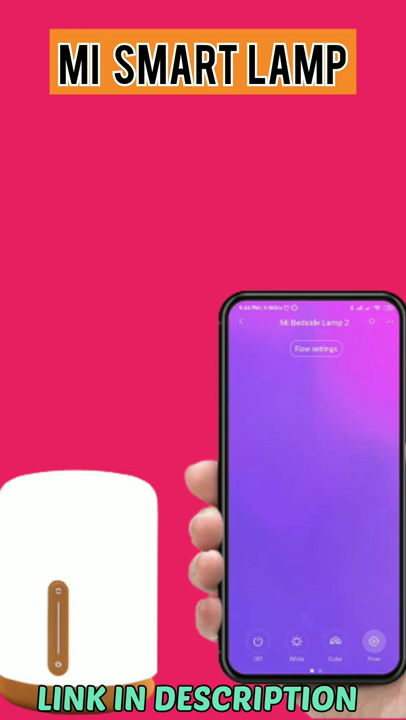 MI SMART LAMP
Mi Bedside Lamp 2
Flow settings
Off
White
Color
Flow
LINK IN DESCRIPTION